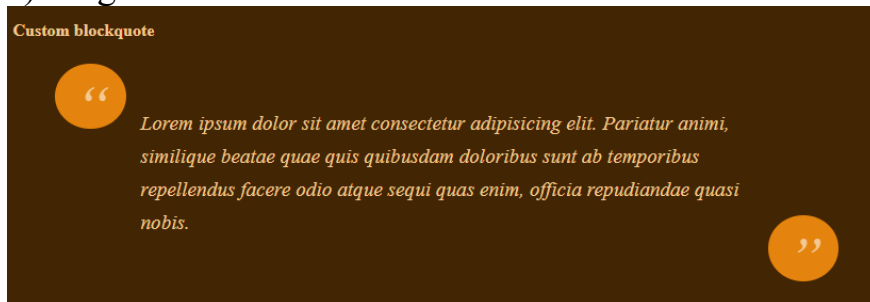 Custom blockquote
“
Lorem ipsum dolor sit amet consectetur adipisicing elit. Pariatur animi,
similique beatae quae quis quibusdam doloribus sunt ab temporibus
repellendus facere odio atque sequi quas enim, officia repudiandae quasi
nobis.
”